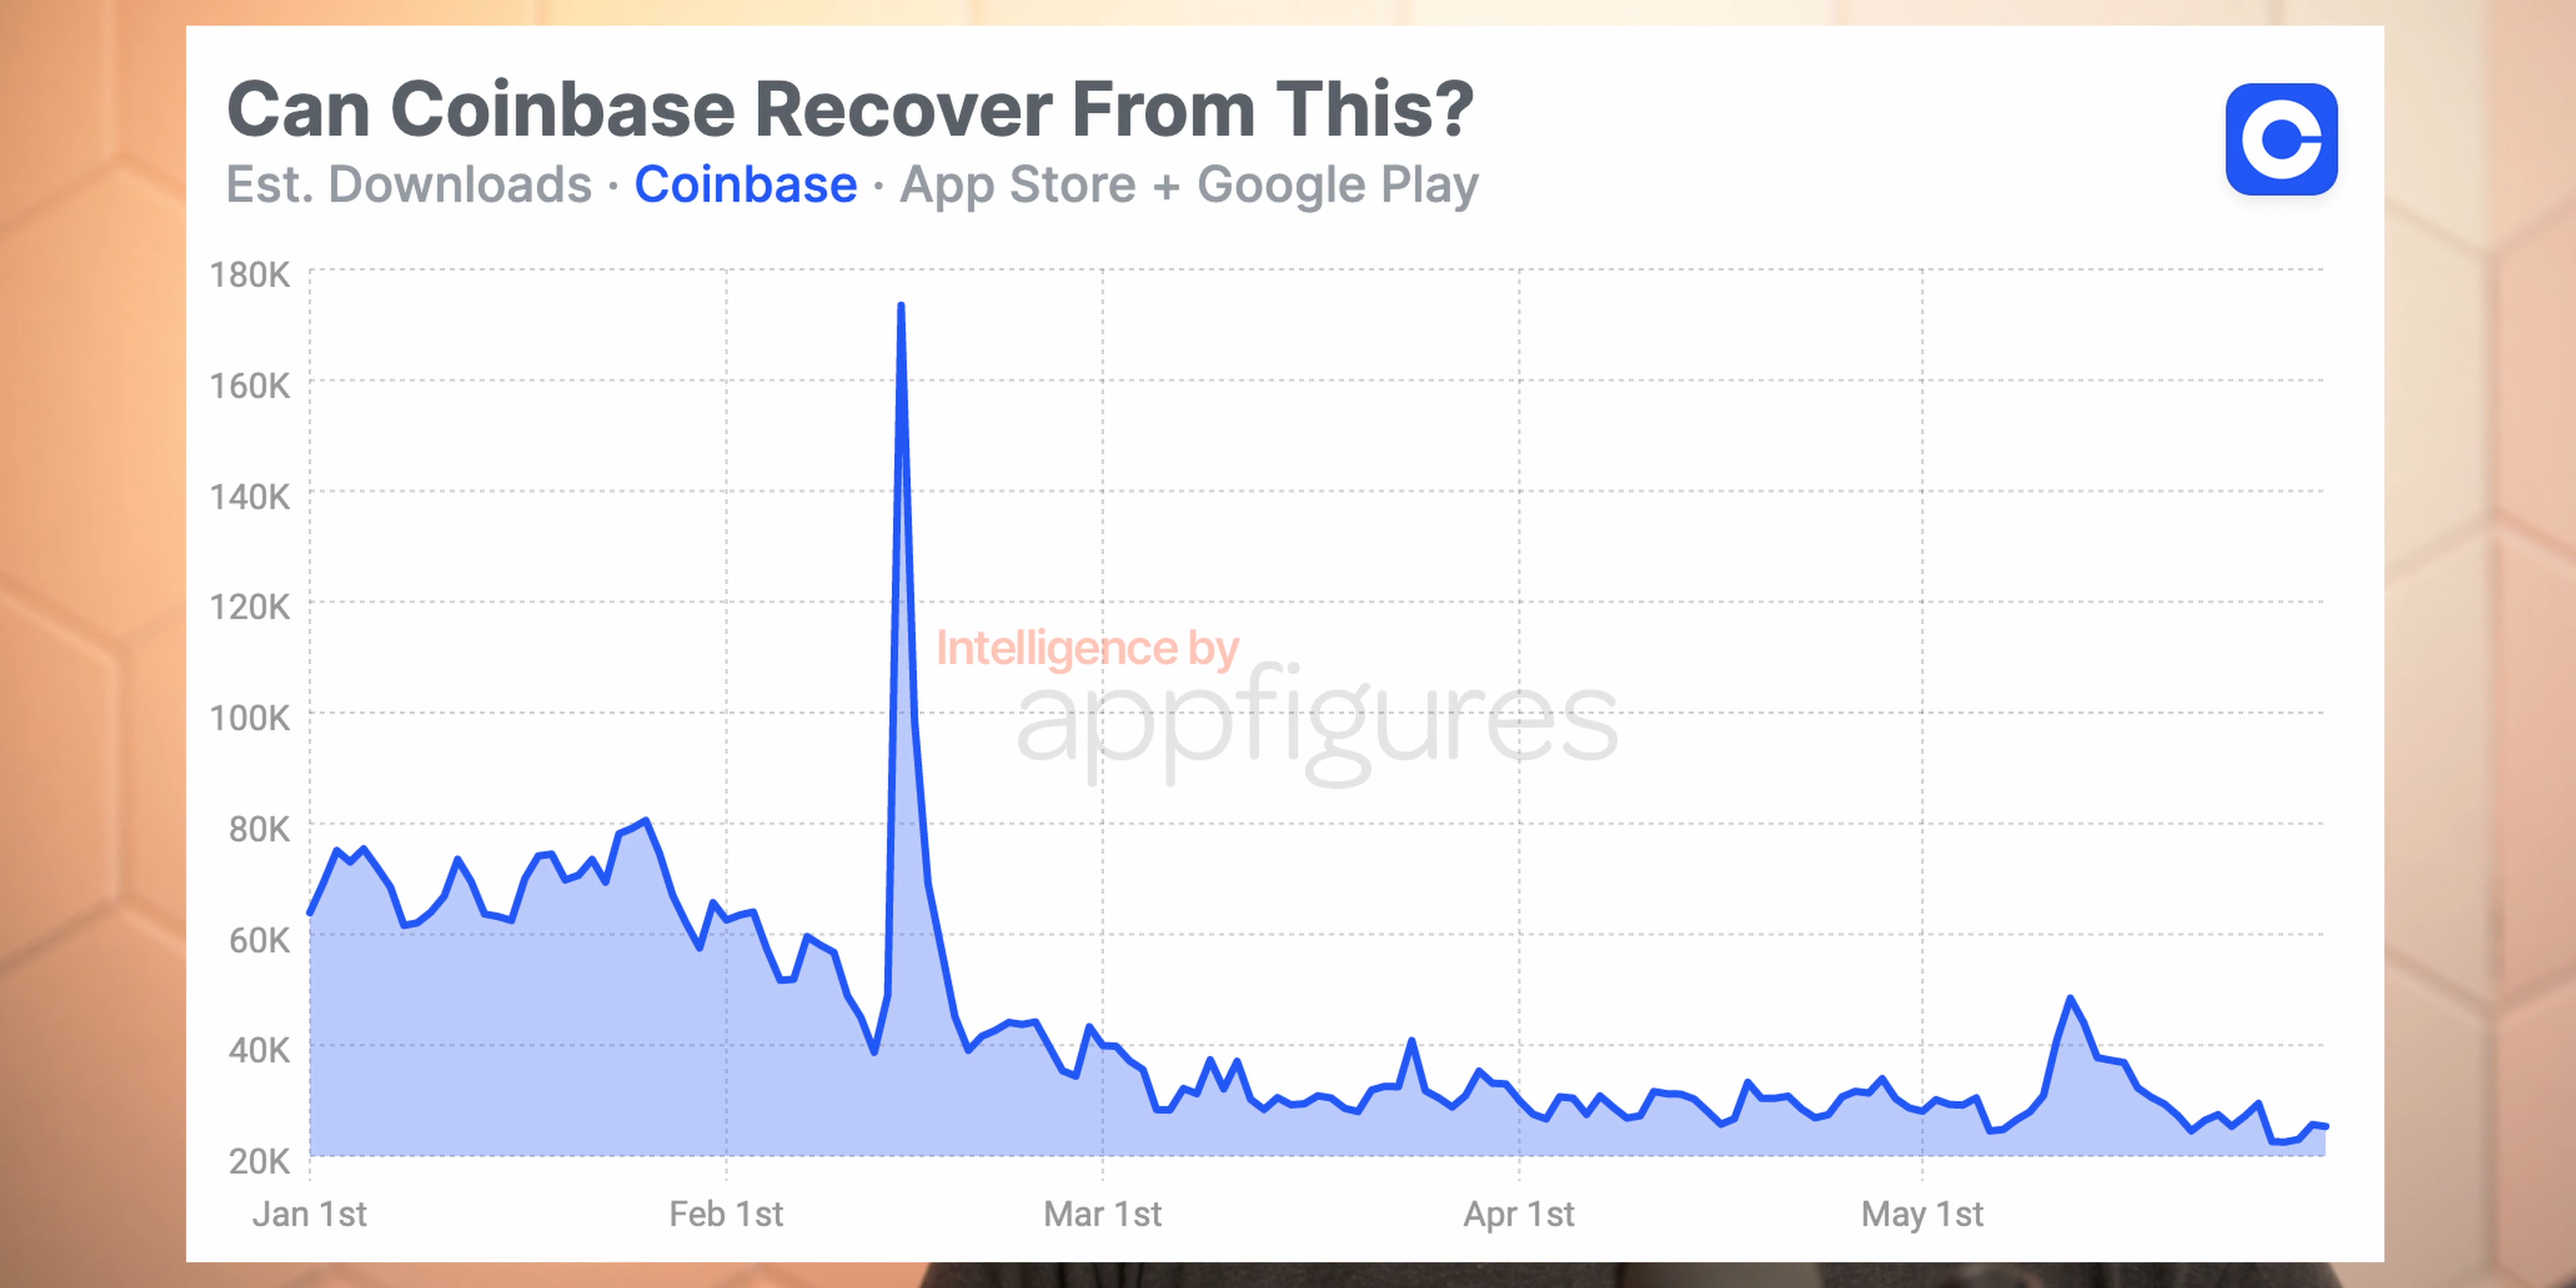 Can Coinbase Recover From This?
Est. Downloads · Coinbase · App Store + Google Play
180K
160K
140K
120K
Intelligence by
appfigures
100K
80K
60K
40K
20K
Jan 1st Feb 1st Mar 1st Apr 1st May 1st